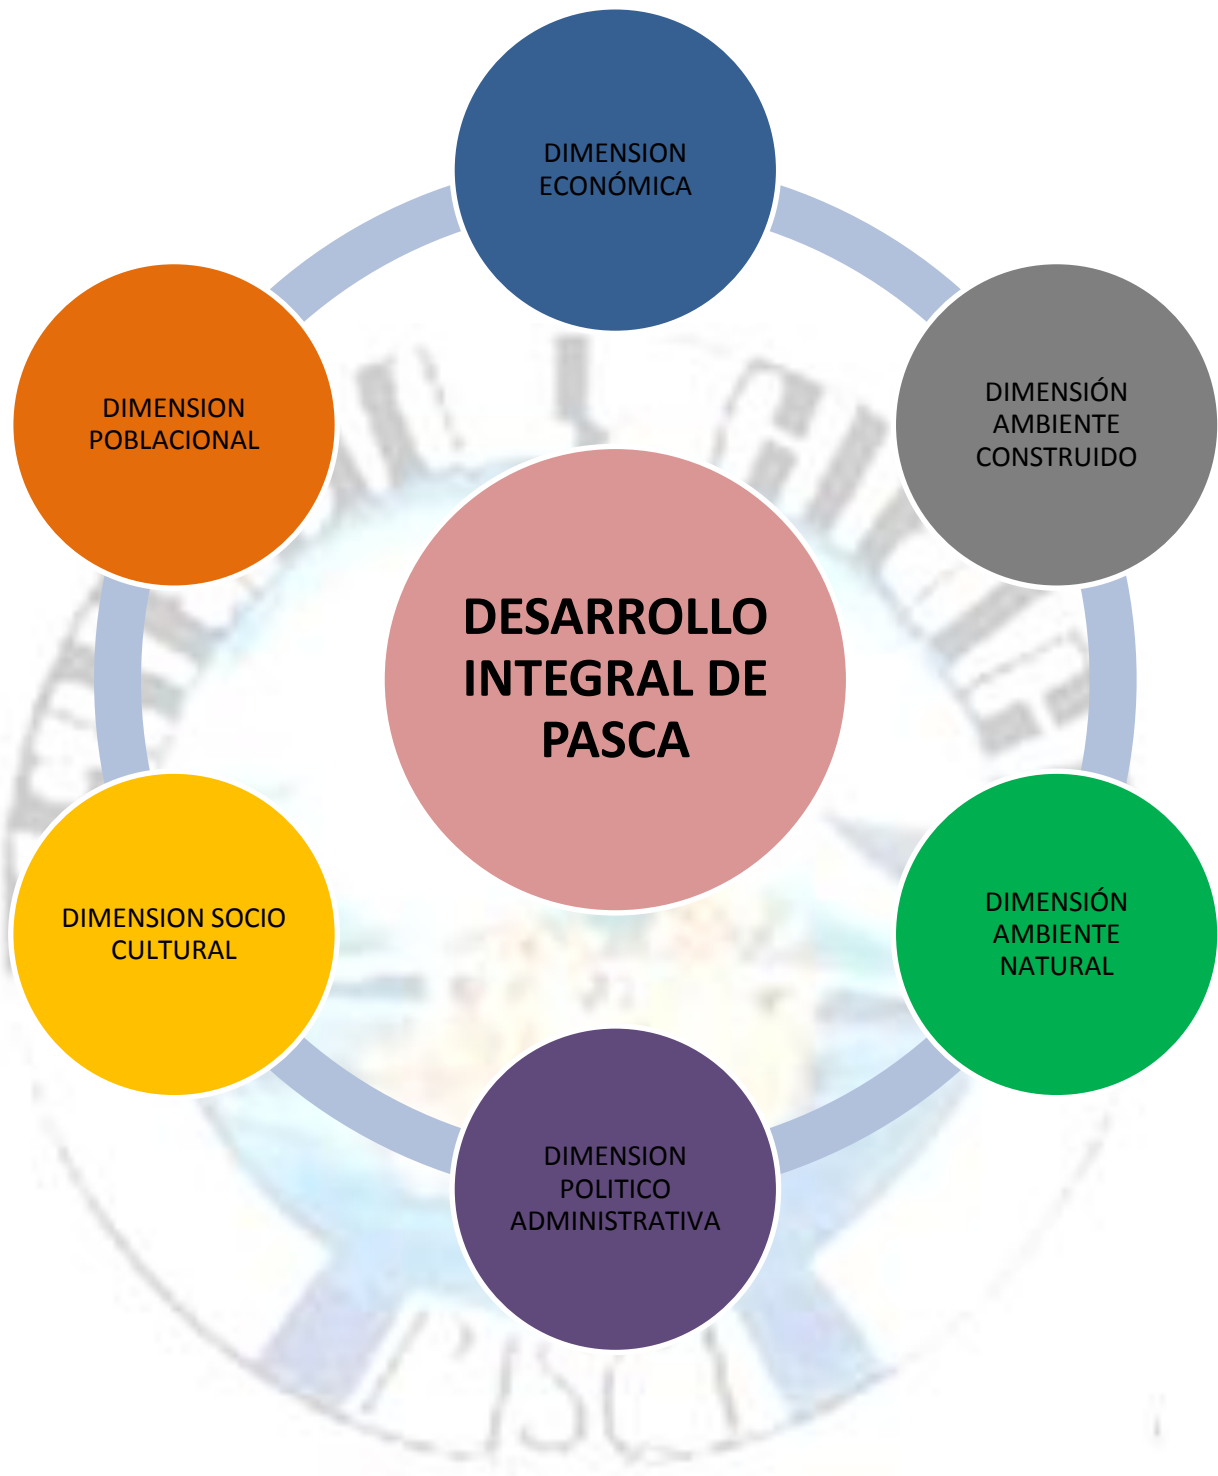 DIMENSION
ECONÓMICA
DIMENSIÓN
AMBIENTE
CONSTRUIDO
DIMENSION
POBLACIONAL
DESARROLLO
INTEGRAL DE
PASCA
DIMENSIÓN
AMBIENTE
NATURAL
DIMENSION SOCIO
CULTURAL
DIMENSION
POLITICO
ADMINISTRATIVA